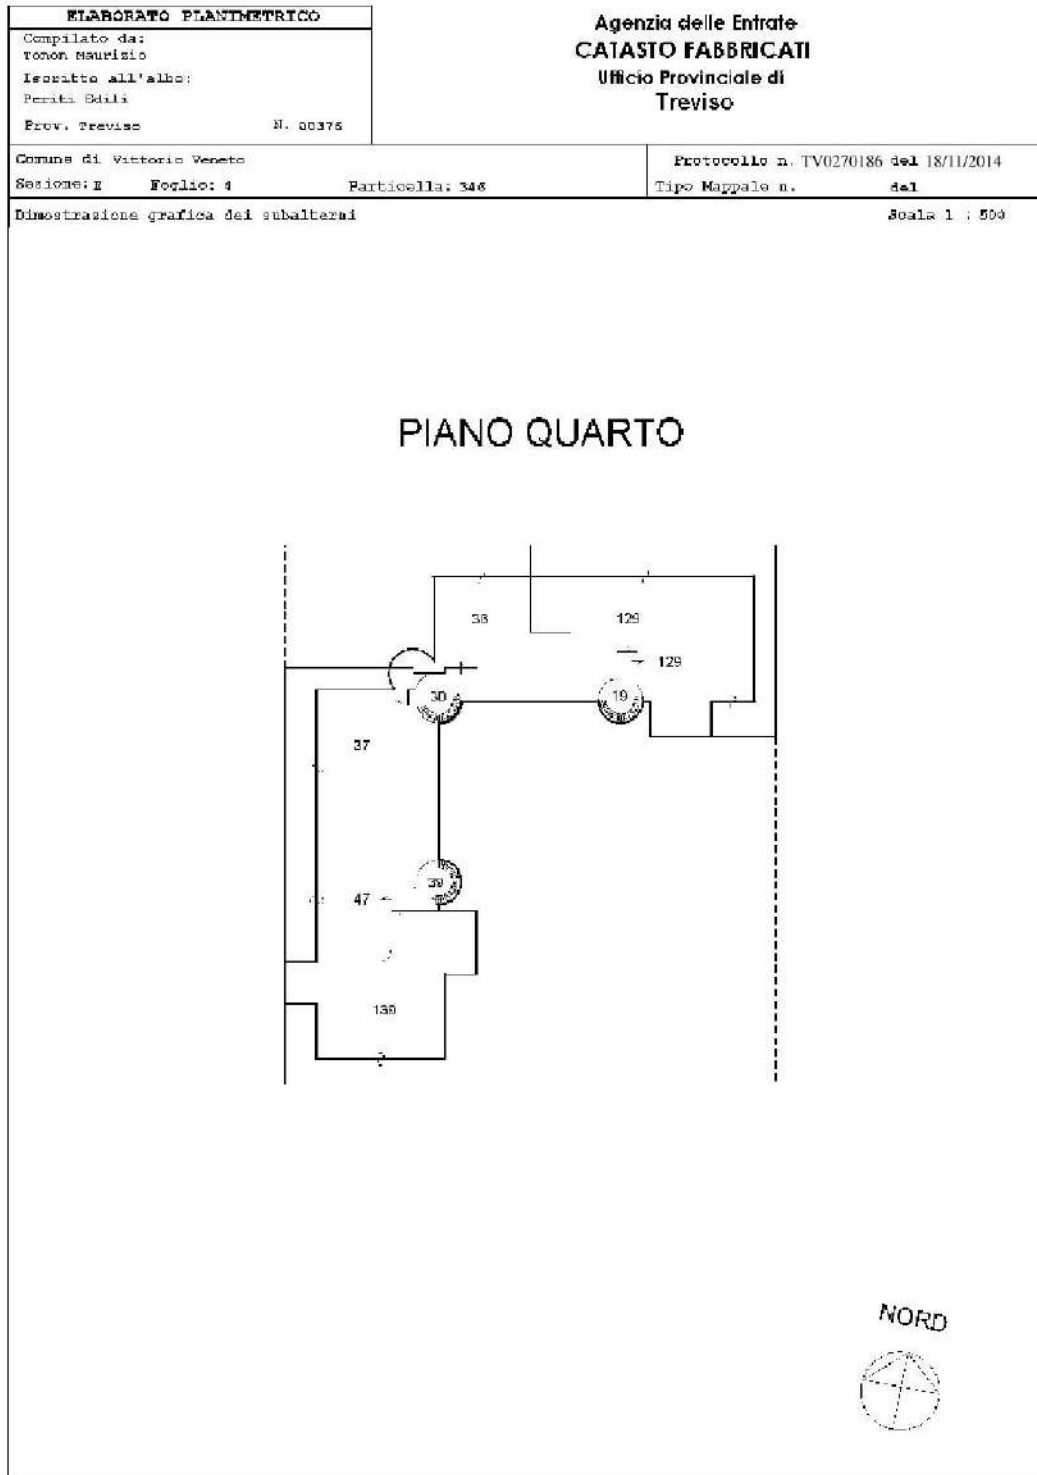 ELABORATO PLANIMETRICO
Compilato da:
Tonon Maurizio
Iscritto all'albo:
Periti Edili
Prov. Treviso N. 00376
Agenzia delle Entrate
CATASTO FABBRICATI
Ufficio Provinciale di
Treviso
Comune di Vittorio Veneto
Sezione: E Foglio: 4 Particella: 346
Protocollo n. TV0270186 del 18/11/2014
Tipo Mappale n. del
Dimostrazione grafica dei subalterni Scala 1 : 500
PIANO QUARTO
38
129
129
30
19
37
39
47
139
NORD